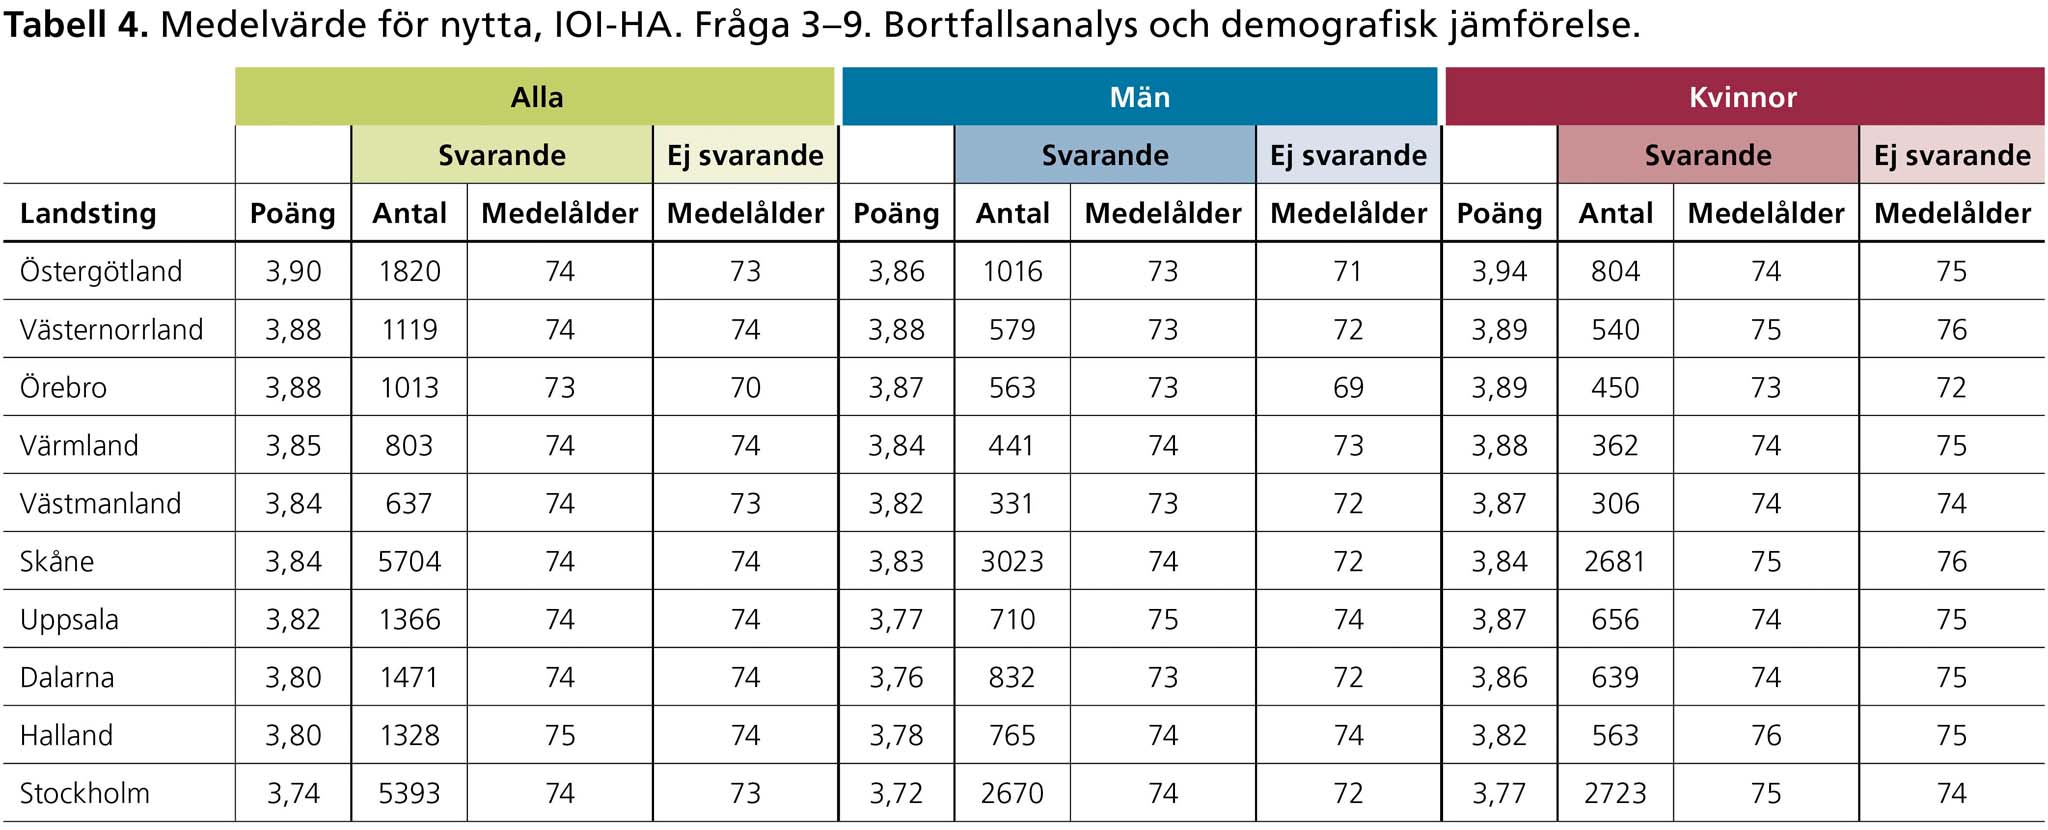 Tabell 4. Medelvärde för nytta, IOI-HA. Fråga 3–9. Bortfallsanalys och demografisk jämförelse.
Alla Män Kvinnor
Svarande Ej svarande Svarande Ej svarande Svarande Ej svarande
Landsting Poäng Antal Medelålder Medelålder Poäng Antal Medelålder Medelålder Poäng Antal Medelålder Medelålder
Östergötland 3,90 1820 74 73 3,86 1016 73 71 3,94 804 74 75
Västernorrland 3,88 1119 74 74 3,88 579 73 72 3,89 540 75 76
Örebro 3,88 1013 73 70 3,87 563 73 69 3,89 450 73 72
Värmland 3,85 803 74 74 3,84 441 74 73 3,88 362 74 75
Västmanland 3,84 637 74 73 3,82 331 73 72 3,87 306 74 74
Skåne 3,84 5704 74 74 3,83 3023 74 72 3,84 2681 75 76
Uppsala 3,82 1366 74 74 3,77 710 75 74 3,87 656 74 75
Dalarna 3,80 1471 74 74 3,76 832 73 72 3,86 639 74 75
Halland 3,80 1328 75 74 3,78 765 74 74 3,82 563 76 75
Stockholm 3,74 5393 74 73 3,72 2670 74 72 3,77 2723 75 74